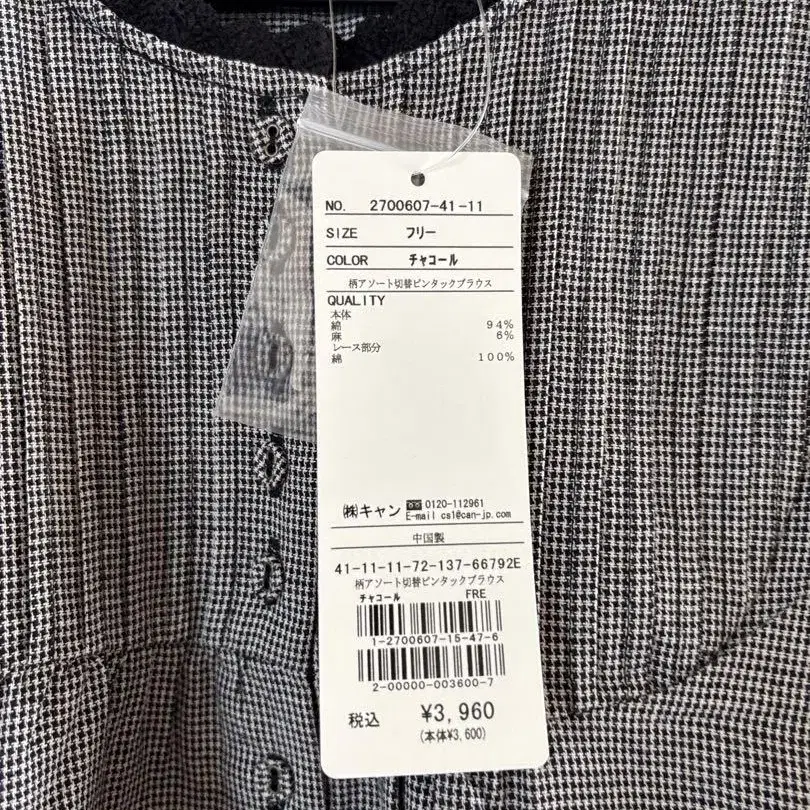 NO. 2700607-41-11
SIZE フリー
COLOR チャコール
柄アソート切替ピンタックブラウス
QUALITY
本体
綿 94%
麻 6%
レース部分
綿 100%
㈱キャン 0120-112961
E-mail cs1@can-jp.com
中国製
41-11-11-72-137-66792E
柄アソート切替ピンタックブラウス
チャコール FRE
1-2700607-15-47-6
2-00000-003600-7
税込 ¥3,960
(本体¥3,600)